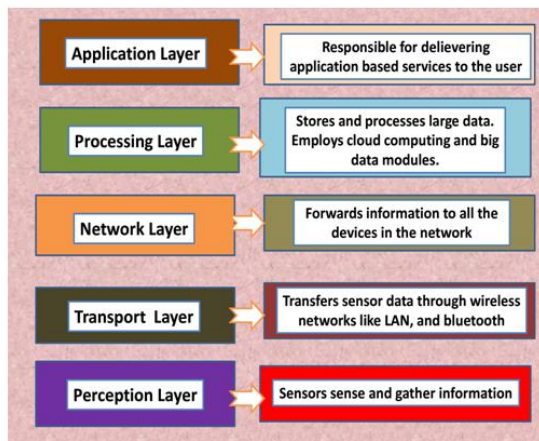 Application Layer
Responsible for delievering
application based services to the user
Processing Layer
Stores and processes large data.
Employs cloud computing and big
data modules.
Network Layer
Forwards information to all the
devices in the network
Transport Layer
Transfers sensor data through wireless
networks like LAN, and bluetooth
Perception Layer
Sensors sense and gather information